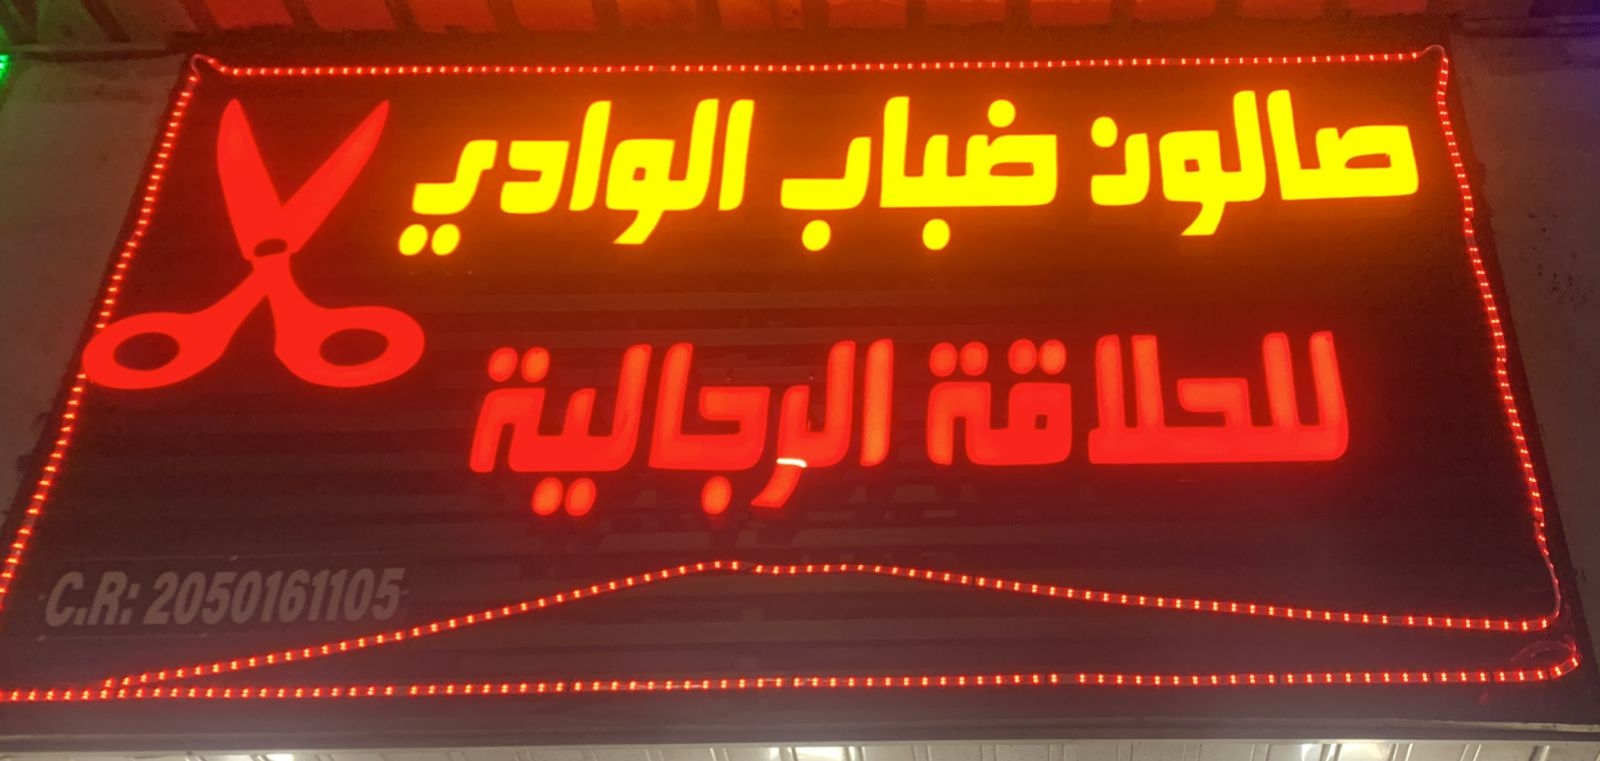 صالون ضباب الوادي
للحلاقة الرجالية
C.R: 2050161105